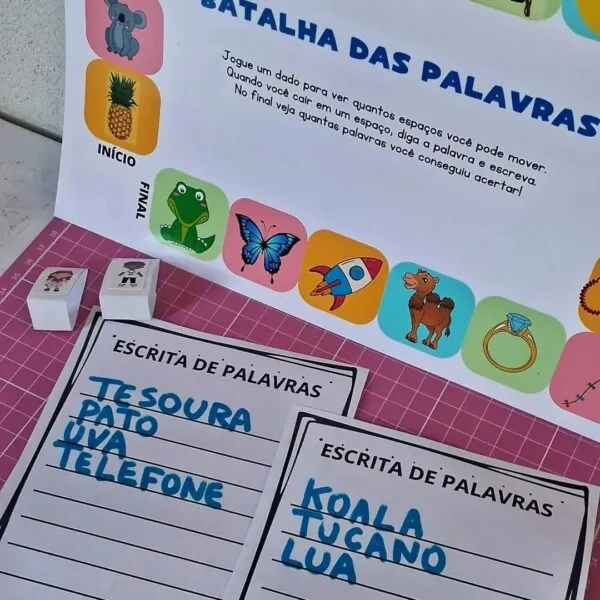 BATALHA DAS PALAVRAS
Jogue um dado para ver quantos espaços você pode mover.
Quando você cair em um espaço, diga a palavra e escreva.
No final veja quantas palavras você conseguiu acertar!
INÍCIO
FINAL
ESCRITA DE PALAVRAS
TESOURA
PATO
UVA
TELEFONE
ESCRITA DE PALAVRAS
KOALA
TUCANO
LUA